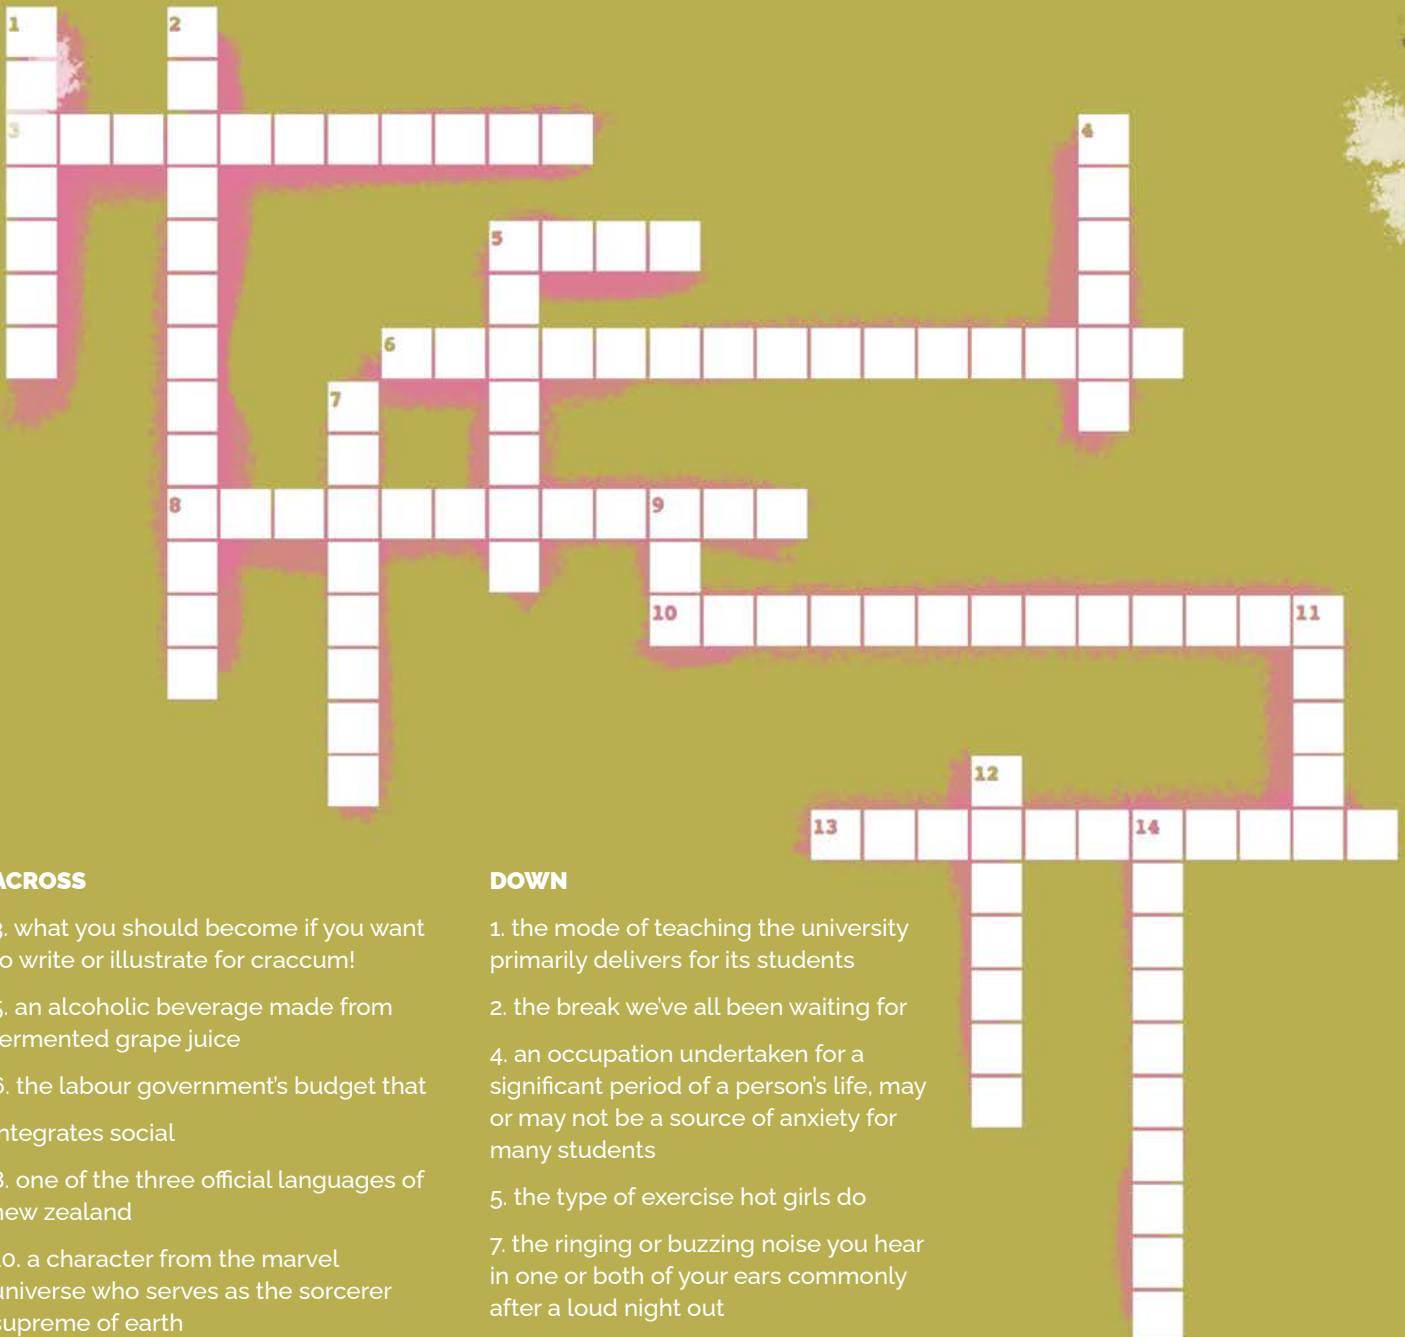 1 2
3 4
5
6
7
8 9
10 11
12
13 14
ACROSS
3. what you should become if you want
o write or illustrate for craccum!
5. an alcoholic beverage made from
ermented grape juice
6. the labour government's budget that
ntegrates social
8. one of the three official languages of
new zealand
10. a character from the marvel
universe who serves as the sorcerer
supreme of earth
DOWN
1. the mode of teaching the university
primarily delivers for its students
2. the break we've all been waiting for
4. an occupation undertaken for a
significant period of a person's life, may
or may not be a source of anxiety for
many students
5. the type of exercise hot girls do
7. the ringing or buzzing noise you hear
in one or both of your ears commonly
after a loud night out